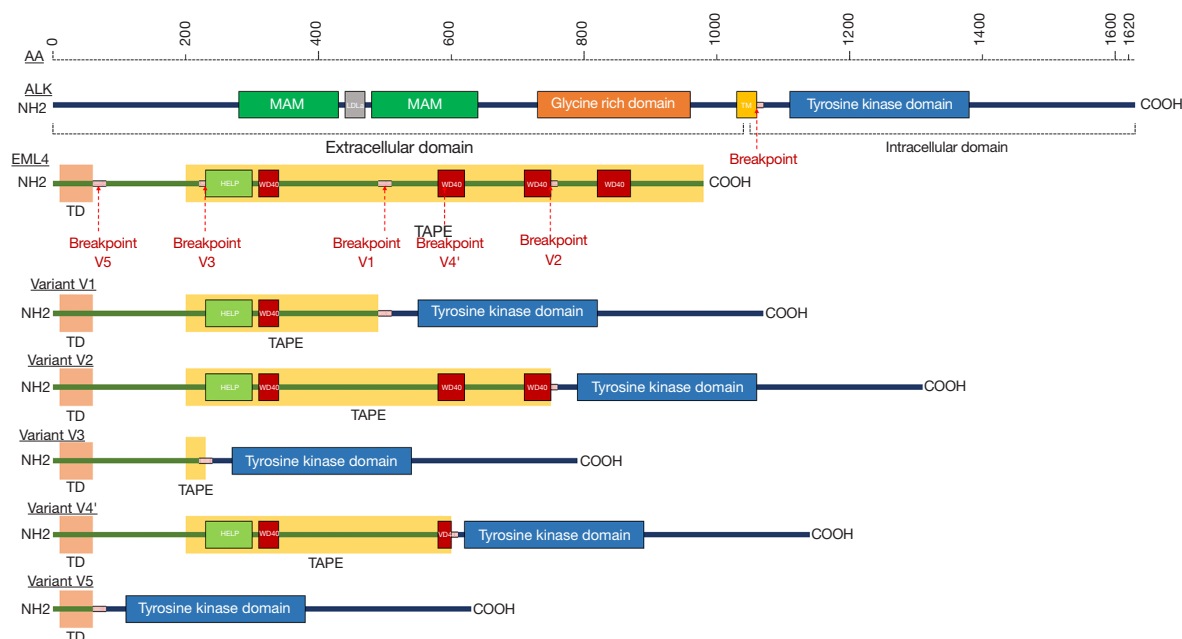 0 200 400 600 800 1000 1200 1400 1600 1620
AA
ALK
NH2 MAM LDLa MAM Glycine rich domain TM Tyrosine kinase domain COOH
Extracellular domain Intracellular domain
Breakpoint
EML4
NH2 HELP WD40 WD40 WD40 WD40 COOH
TD
TAPE
Breakpoint Breakpoint Breakpoint Breakpoint Breakpoint
V5 V3 V1 V4' V2
Variant V1
NH2 HELP WD40 Tyrosine kinase domain COOH
TD TAPE
Variant V2
NH2 HELP WD40 WD40 WD40 Tyrosine kinase domain COOH
TD TAPE
Variant V3
NH2 Tyrosine kinase domain COOH
TD TAPE
Variant V4'
NH2 HELP WD40 VD4 Tyrosine kinase domain COOH
TD TAPE
Variant V5
NH2 Tyrosine kinase domain COOH
TD